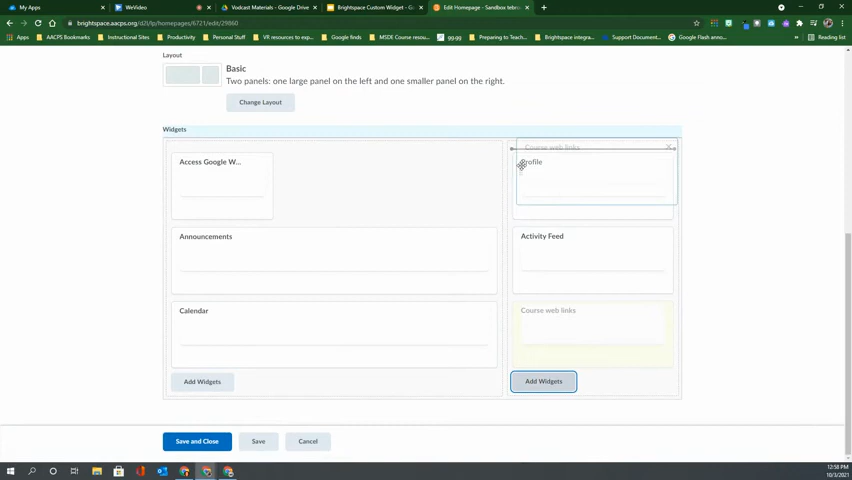 My Apps
WeVideo
Vodcast Materials - Google Drive
Brightspace Custom Widget - Go
Edit Homepage - Sandbox tebro
brightspace.aacps.org/d2l/lp/homepages/6721/edit/29860
Apps
AACPS Bookmarks
Instructional Sites
Productivity
Personal Stuff
VR resources to exp...
Google finds
MSDE Course resou...
gg.gg
Preparing to Teach...
Brightspace integra...
Support Document...
Google Flash anno...
Reading list
Layout
Basic
Two panels: one large panel on the left and one smaller panel on the right.
Change Layout
Widgets
Access Google W...
Course web links
Profile
Announcements
Activity Feed
Calendar
Course web links
Add Widgets
Add Widgets
Save and Close
Save
Cancel
12:58 PM
10/3/2021